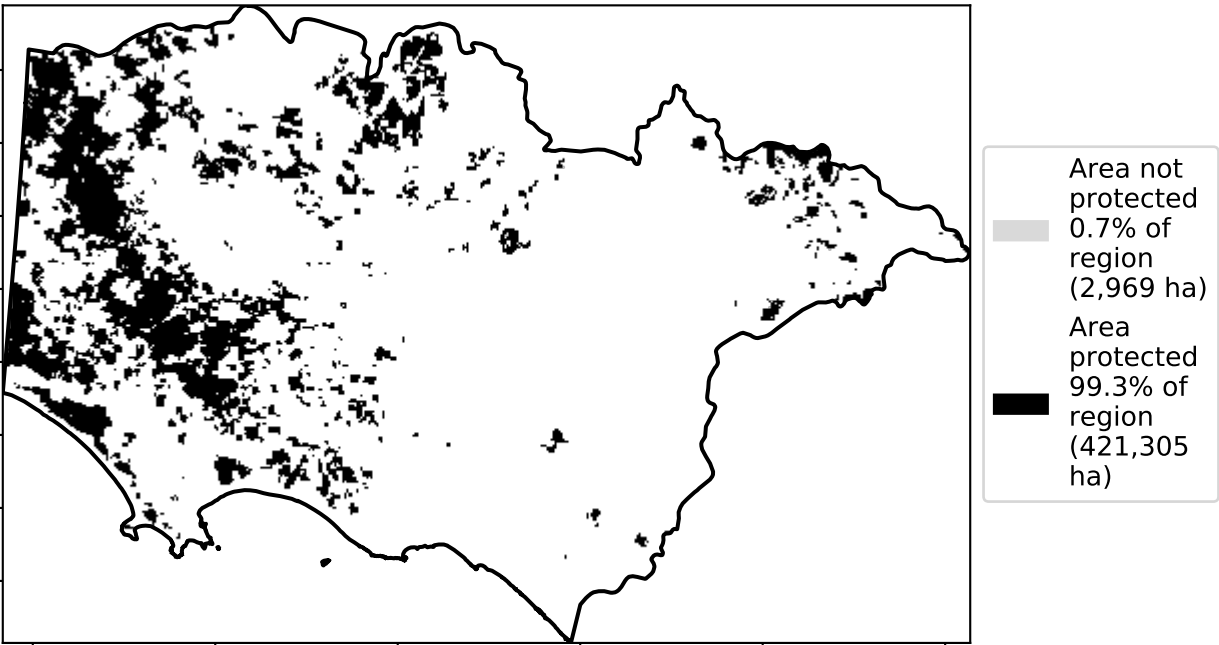 Area not
protected
0.7% of
region
(2,969 ha)
Area
protected
99.3% of
region
(421,305
ha)